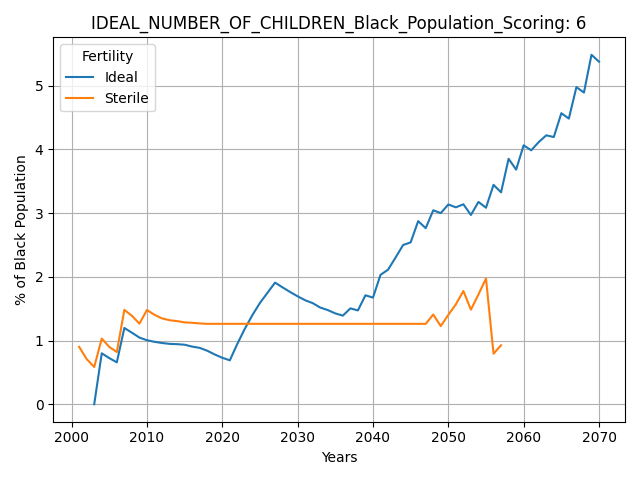 IDEAL_NUMBER_OF_CHILDREN_Black_Population_Scoring: 6
Fertility
Ideal
Sterile
% of Black Population
5
4
3
2
1
0
2000 2010 2020 2030 2040 2050 2060 2070
Years